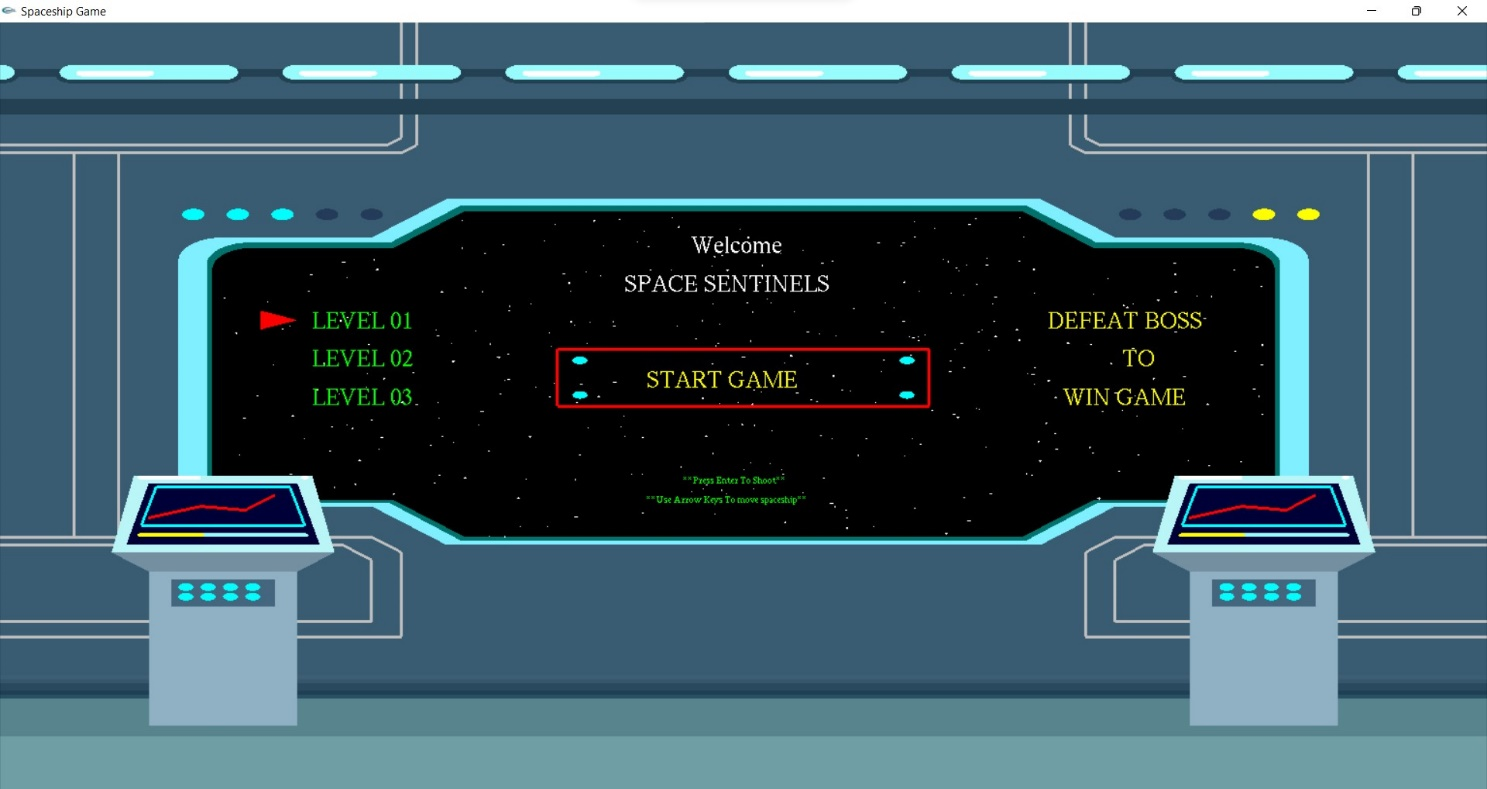 Spaceship Game
Welcome
SPACE SENTINELS
LEVEL 01
LEVEL 02
LEVEL 03
START GAME
DEFEAT BOSS
TO
WIN GAME
**Press Enter To Shoot**
**Use Arrow Keys To move spaceship**